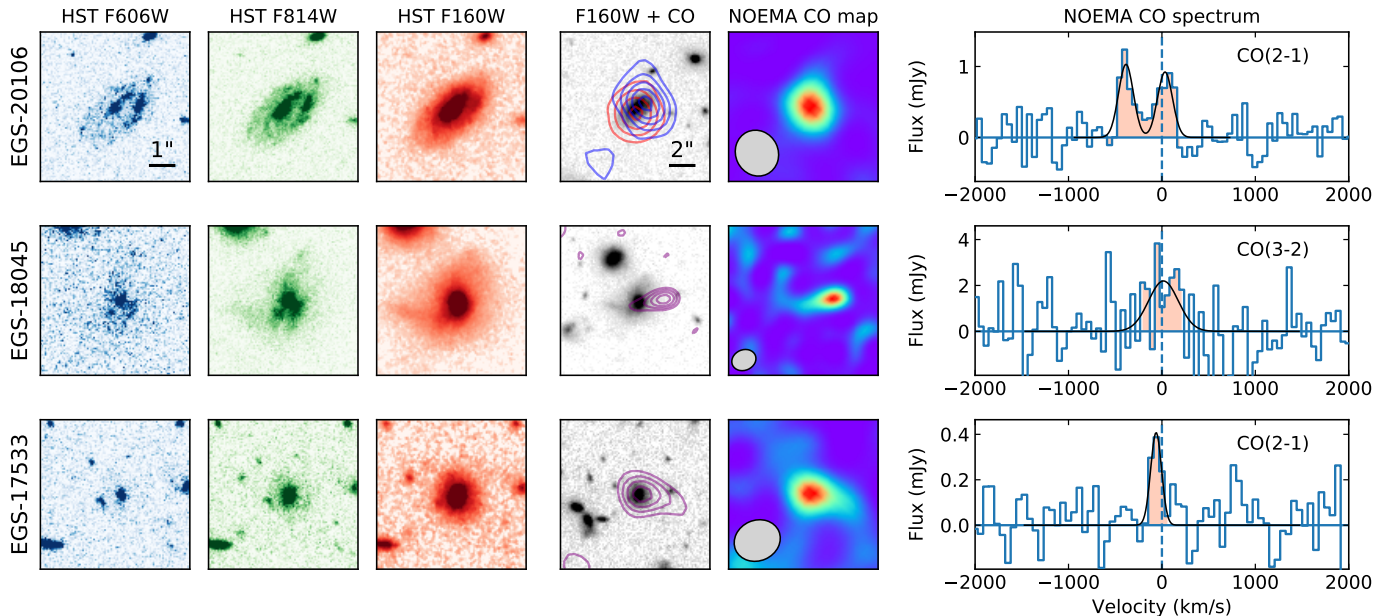 HST F606W HST F814W HST F160W F160W + CO NOEMA CO map NOEMA CO spectrum
EGS-20106
1"
2"
Flux (mJy)
1
0
CO(2-1)
−2000 −1000 0 1000 2000
EGS-18045
Flux (mJy)
4
2
0
CO(3-2)
−2000 −1000 0 1000 2000
EGS-17533
Flux (mJy)
0.4
0.2
0.0
CO(2-1)
−2000 −1000 0 1000 2000
Velocity (km/s)